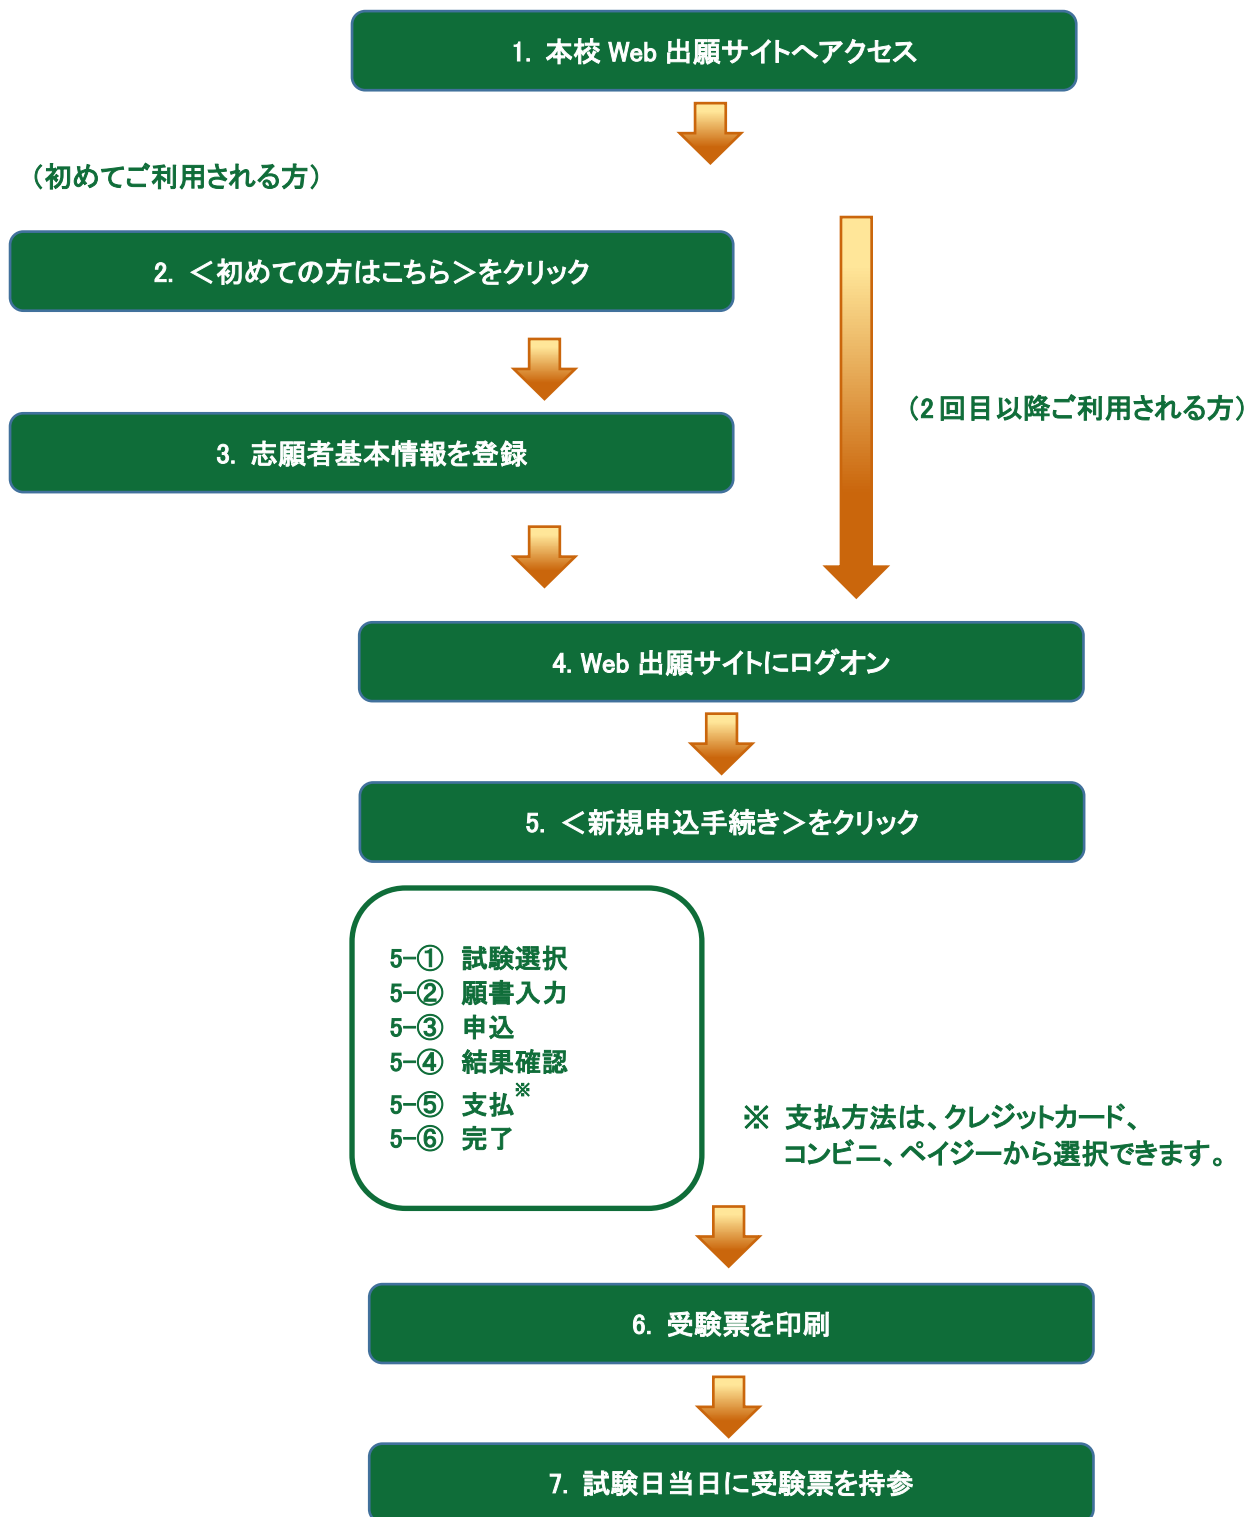 1. 本校 Web 出願サイトへアクセス
（初めてご利用される方）
2. ＜初めての方はこちら＞をクリック
3. 志願者基本情報を登録
（2回目以降ご利用される方）
4. Web 出願サイトにログオン
5. ＜新規申込手続き＞をクリック
5-① 試験選択
5-② 願書入力
5-③ 申込
5-④ 結果確認
5-⑤ 支払※
5-⑥ 完了
※ 支払方法は、クレジットカード、
コンビニ、ペイジーから選択できます。
6. 受験票を印刷
7. 試験日当日に受験票を持参